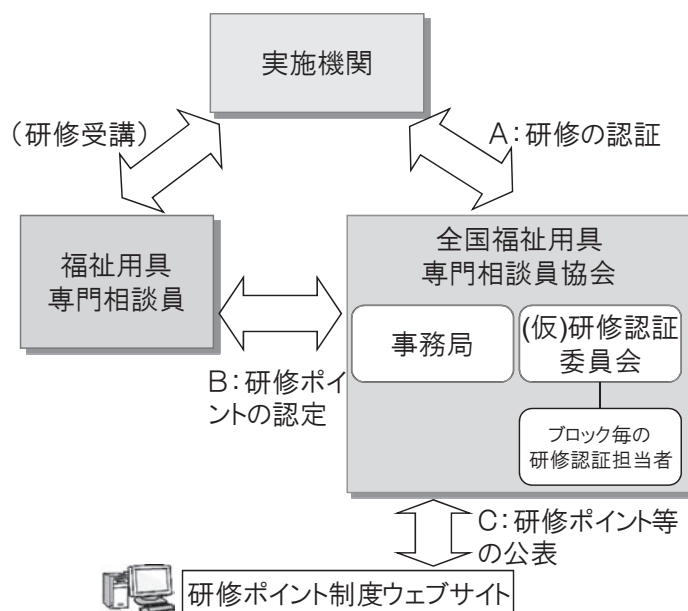 実施機関
（研修受講）
A：研修の認証
福祉用具
専門相談員
全国福祉用具
専門相談員協会
事務局
(仮)研修認証
委員会
B：研修ポイ
ントの認定
ブロック毎の
研修認証担当者
C：研修ポイント等
の公表
研修ポイント制度ウェブサイト